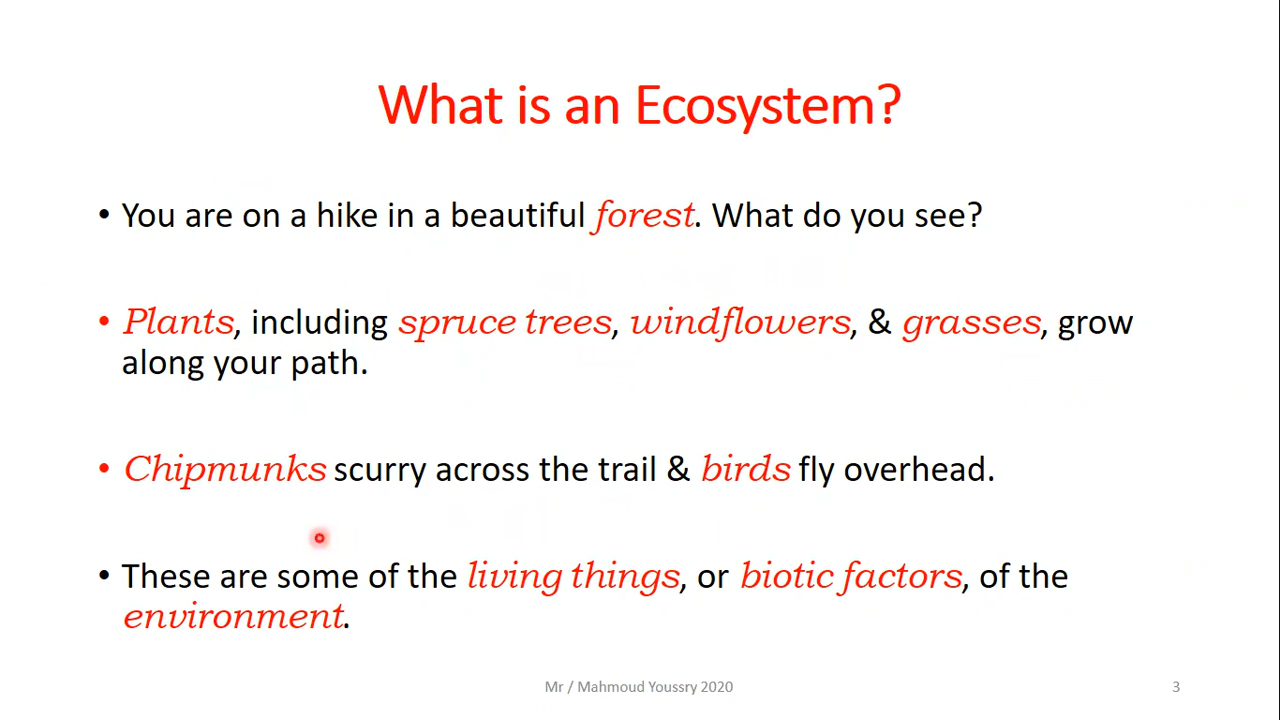 What is an Ecosystem?
• You are on a hike in a beautiful forest. What do you see?
• Plants, including spruce trees, windflowers, & grasses, grow
along your path.
• Chipmunks scurry across the trail & birds fly overhead.
• These are some of the living things, or biotic factors, of the
environment.
Mr / Mahmoud Youssry 2020
3